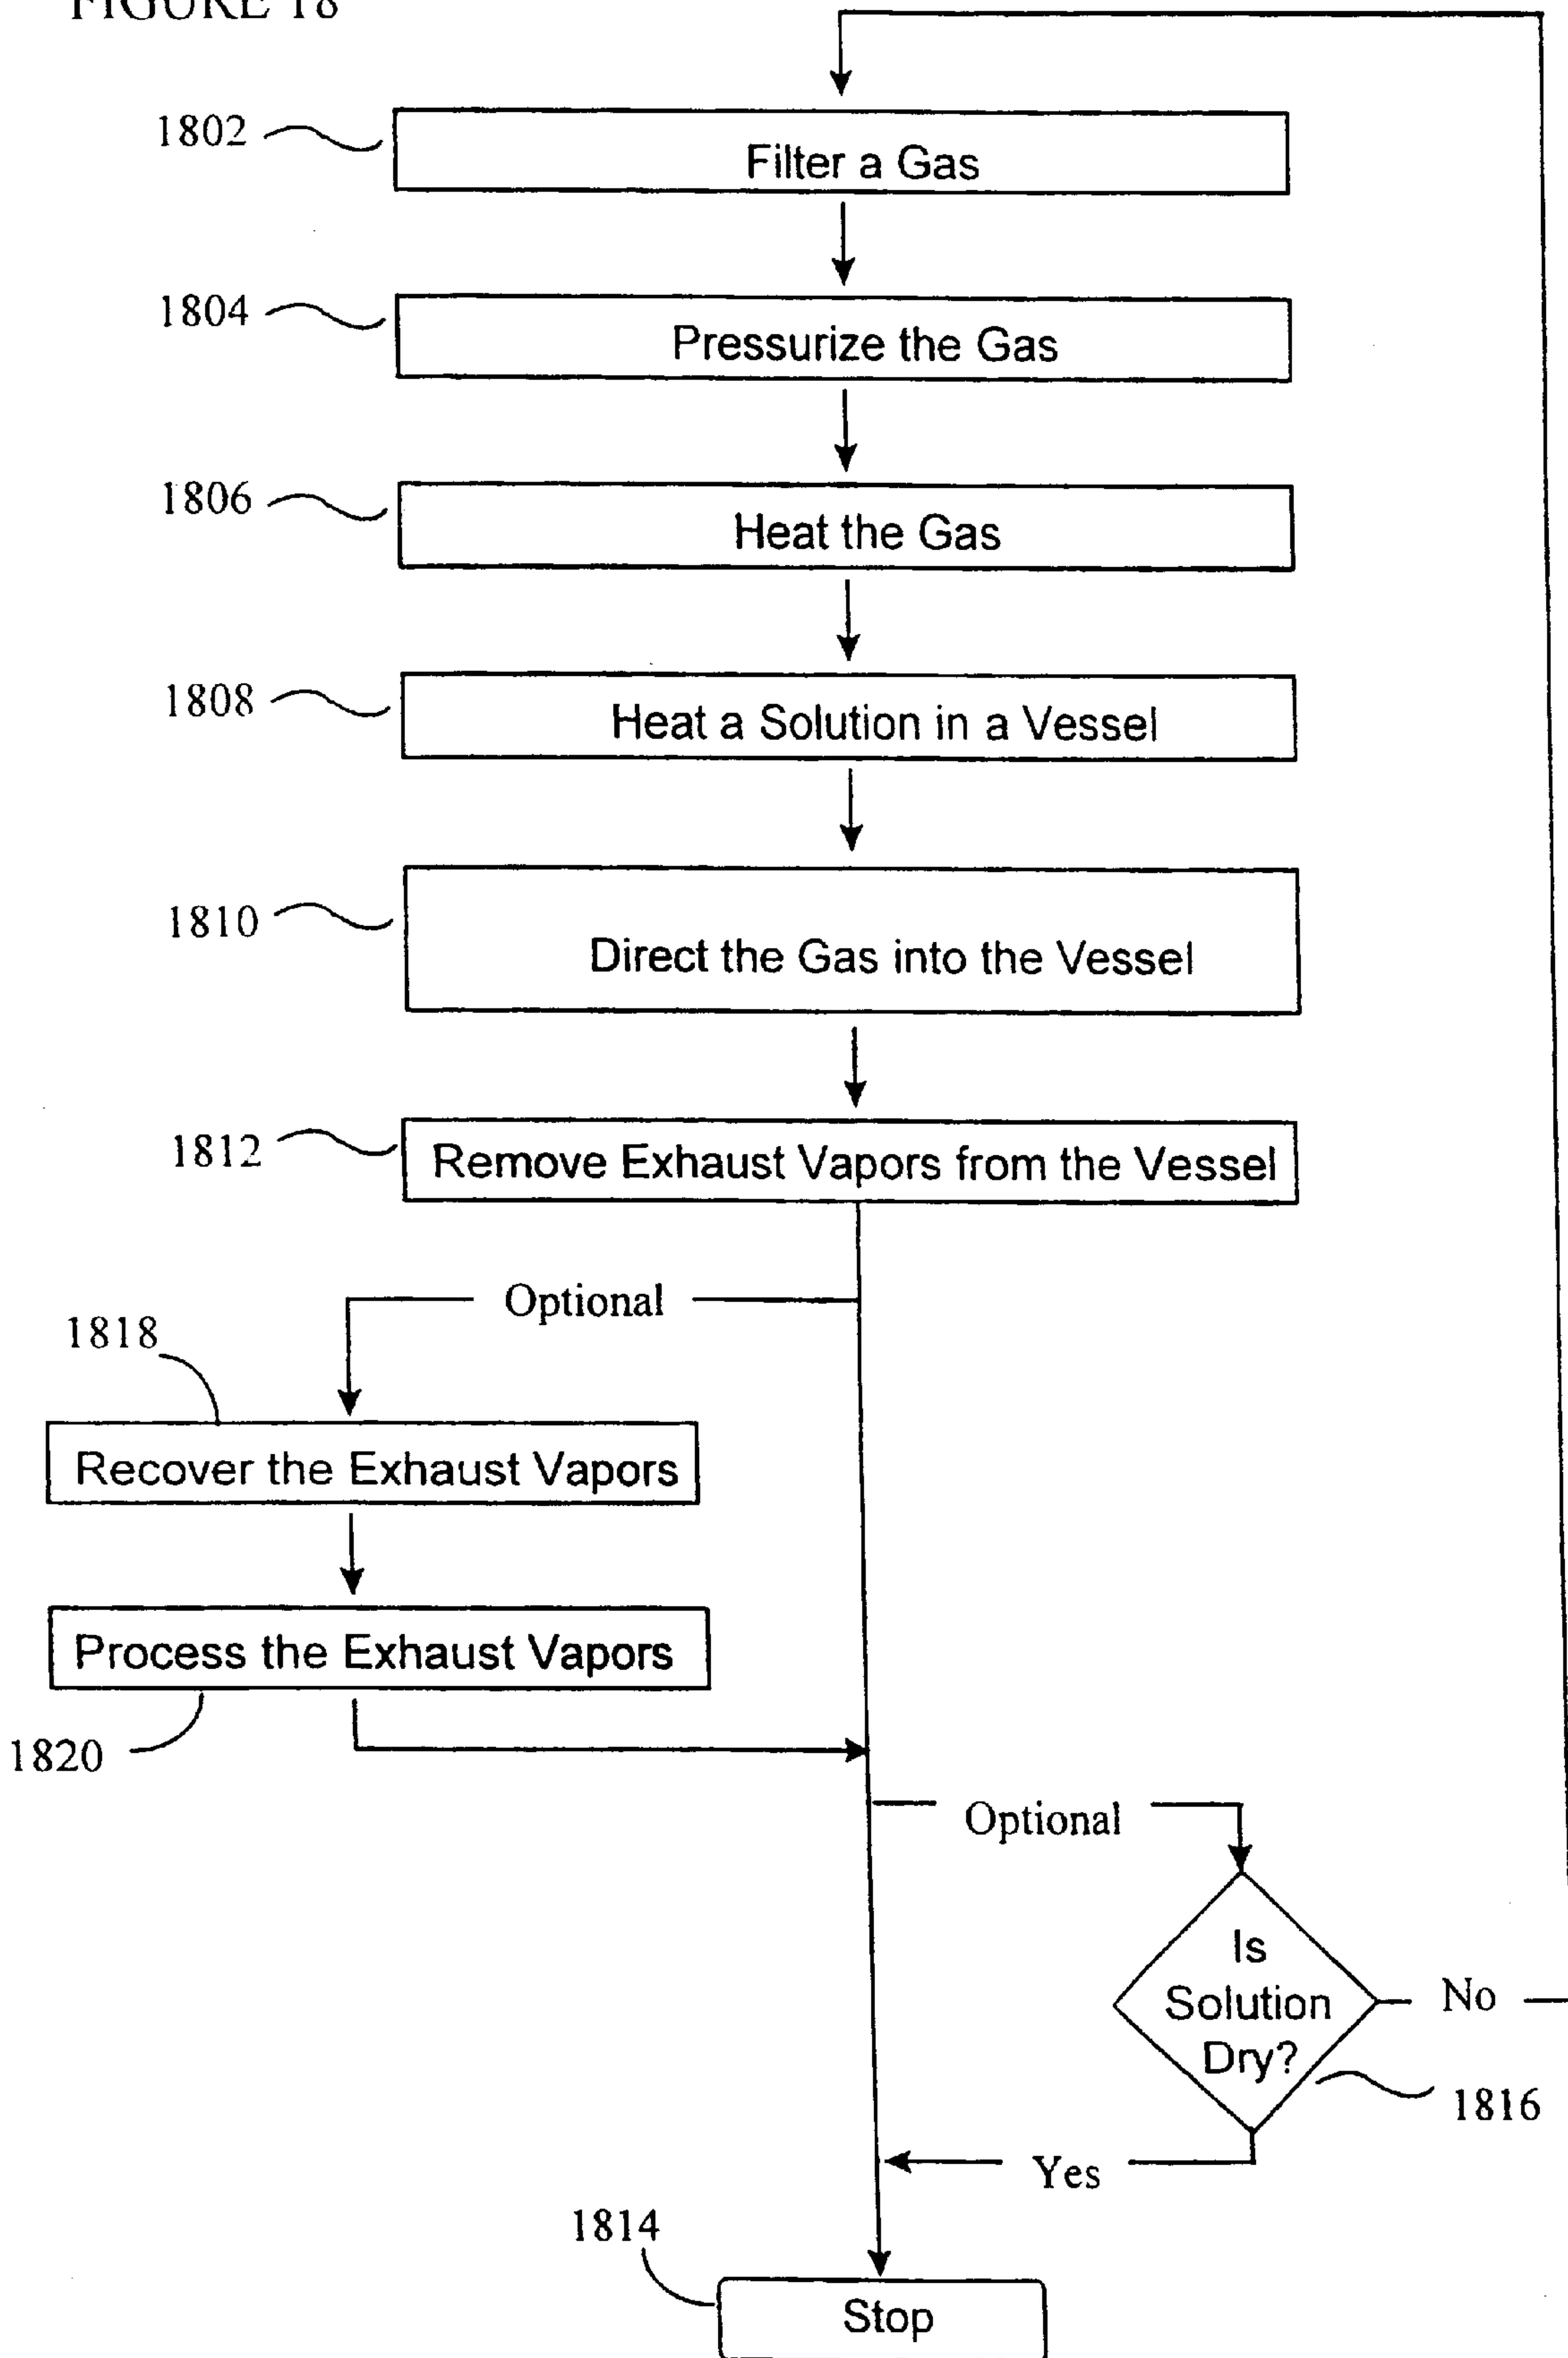 FIGURE 18
1802
Filter a Gas
1804
Pressurize the Gas
1806
Heat the Gas
1808
Heat a Solution in a Vessel
1810
Direct the Gas into the Vessel
1812
Remove Exhaust Vapors from the Vessel
Optional
1818
Recover the Exhaust Vapors
Process the Exhaust Vapors
1820
Optional
Is
Solution
Dry?
No
1816
Yes
1814
Stop